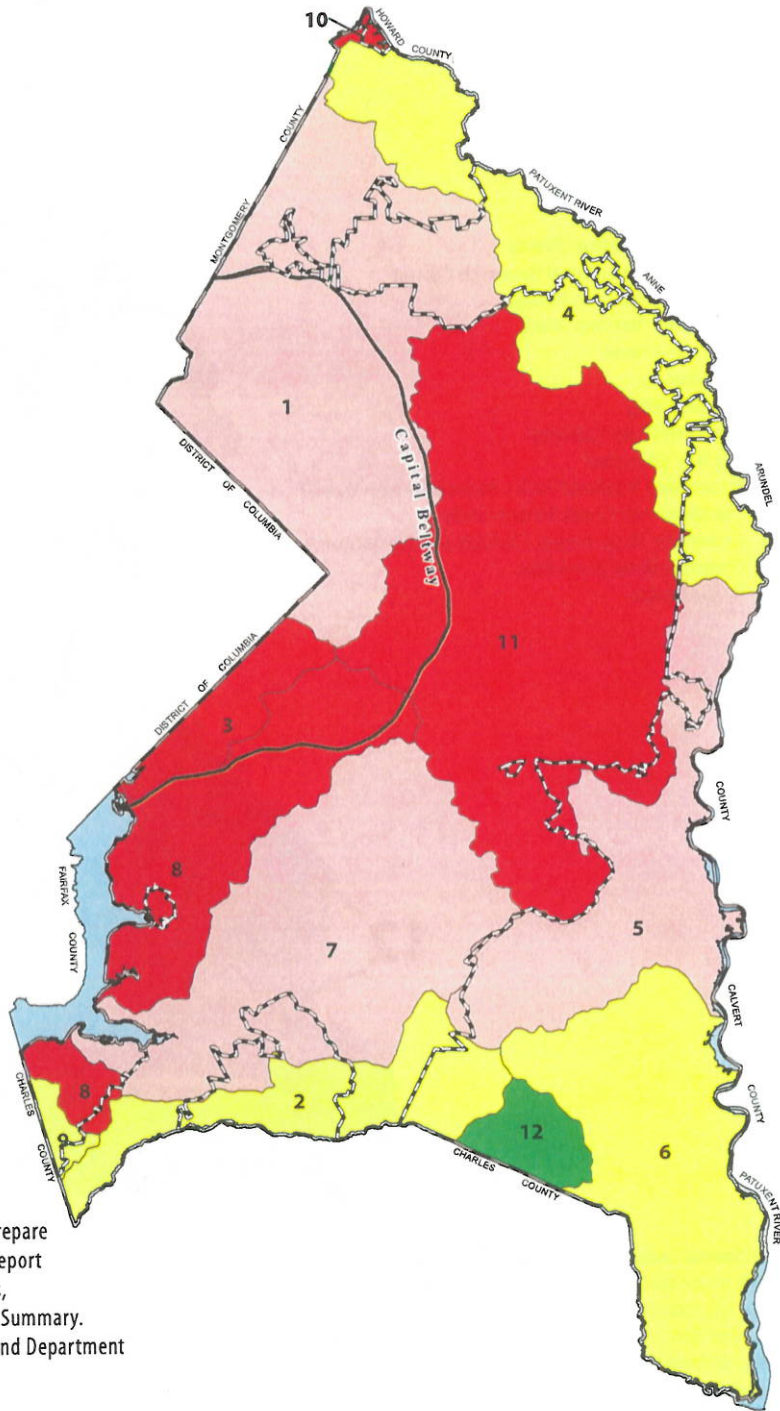 10
HOWARD
COUNTY
COUNTY
MONTGOMERY
PATUXENT RIVER
ANNE
4
1
ARUNDEL
Capital Beltway
DISTRICT OF COLUMBIA
11
DISTRICT OF COLUMBIA
3
COUNTY
8
FAIRFAX
COUNTY
5
7
CALVERT
8
CHARLES
COUNTY
9
2
COUNTY
12
6
CHARLES
COUNTY
PATUXENT RIVER
repare
eport
,
Summary.
nd Department